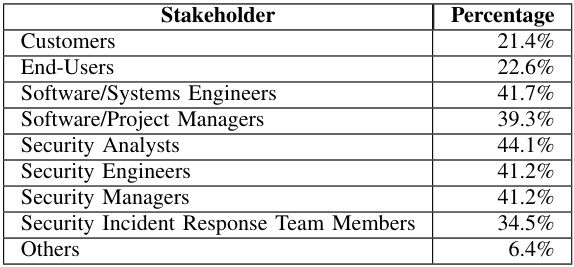 Stakeholder Percentage
Customers 21.4%
End-Users 22.6%
Software/Systems Engineers 41.7%
Software/Project Managers 39.3%
Security Analysts 44.1%
Security Engineers 41.2%
Security Managers 41.2%
Security Incident Response Team Members 34.5%
Others 6.4%